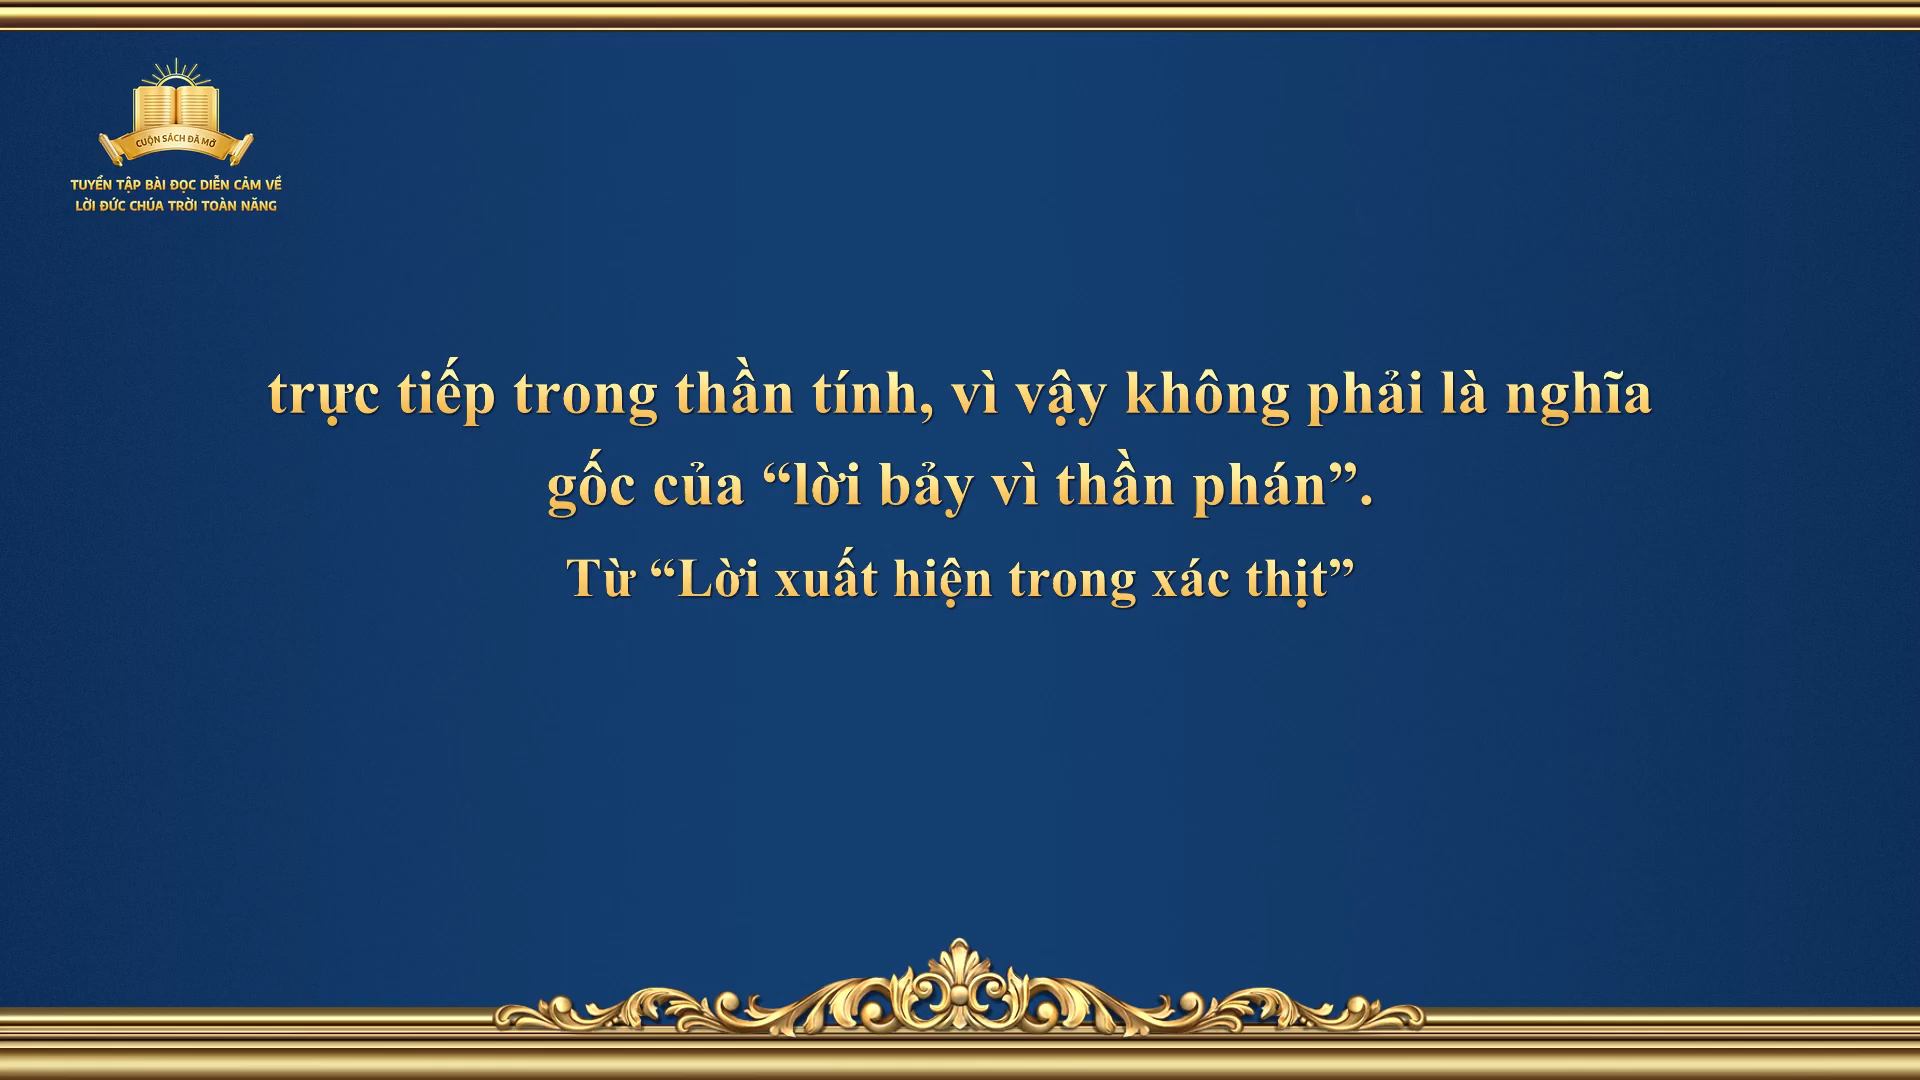 CUỘN SÁCH ĐÃ MỞ
TUYỂN TẬP BÀI ĐỌC DIỄN CẢM VỀ
LỜI ĐỨC CHÚA TRỜI TOÀN NĂNG
trực tiếp trong thần tính, vì vậy không phải là nghĩa
gốc của “lời bảy vì thần phán”.
Từ “Lời xuất hiện trong xác thịt”